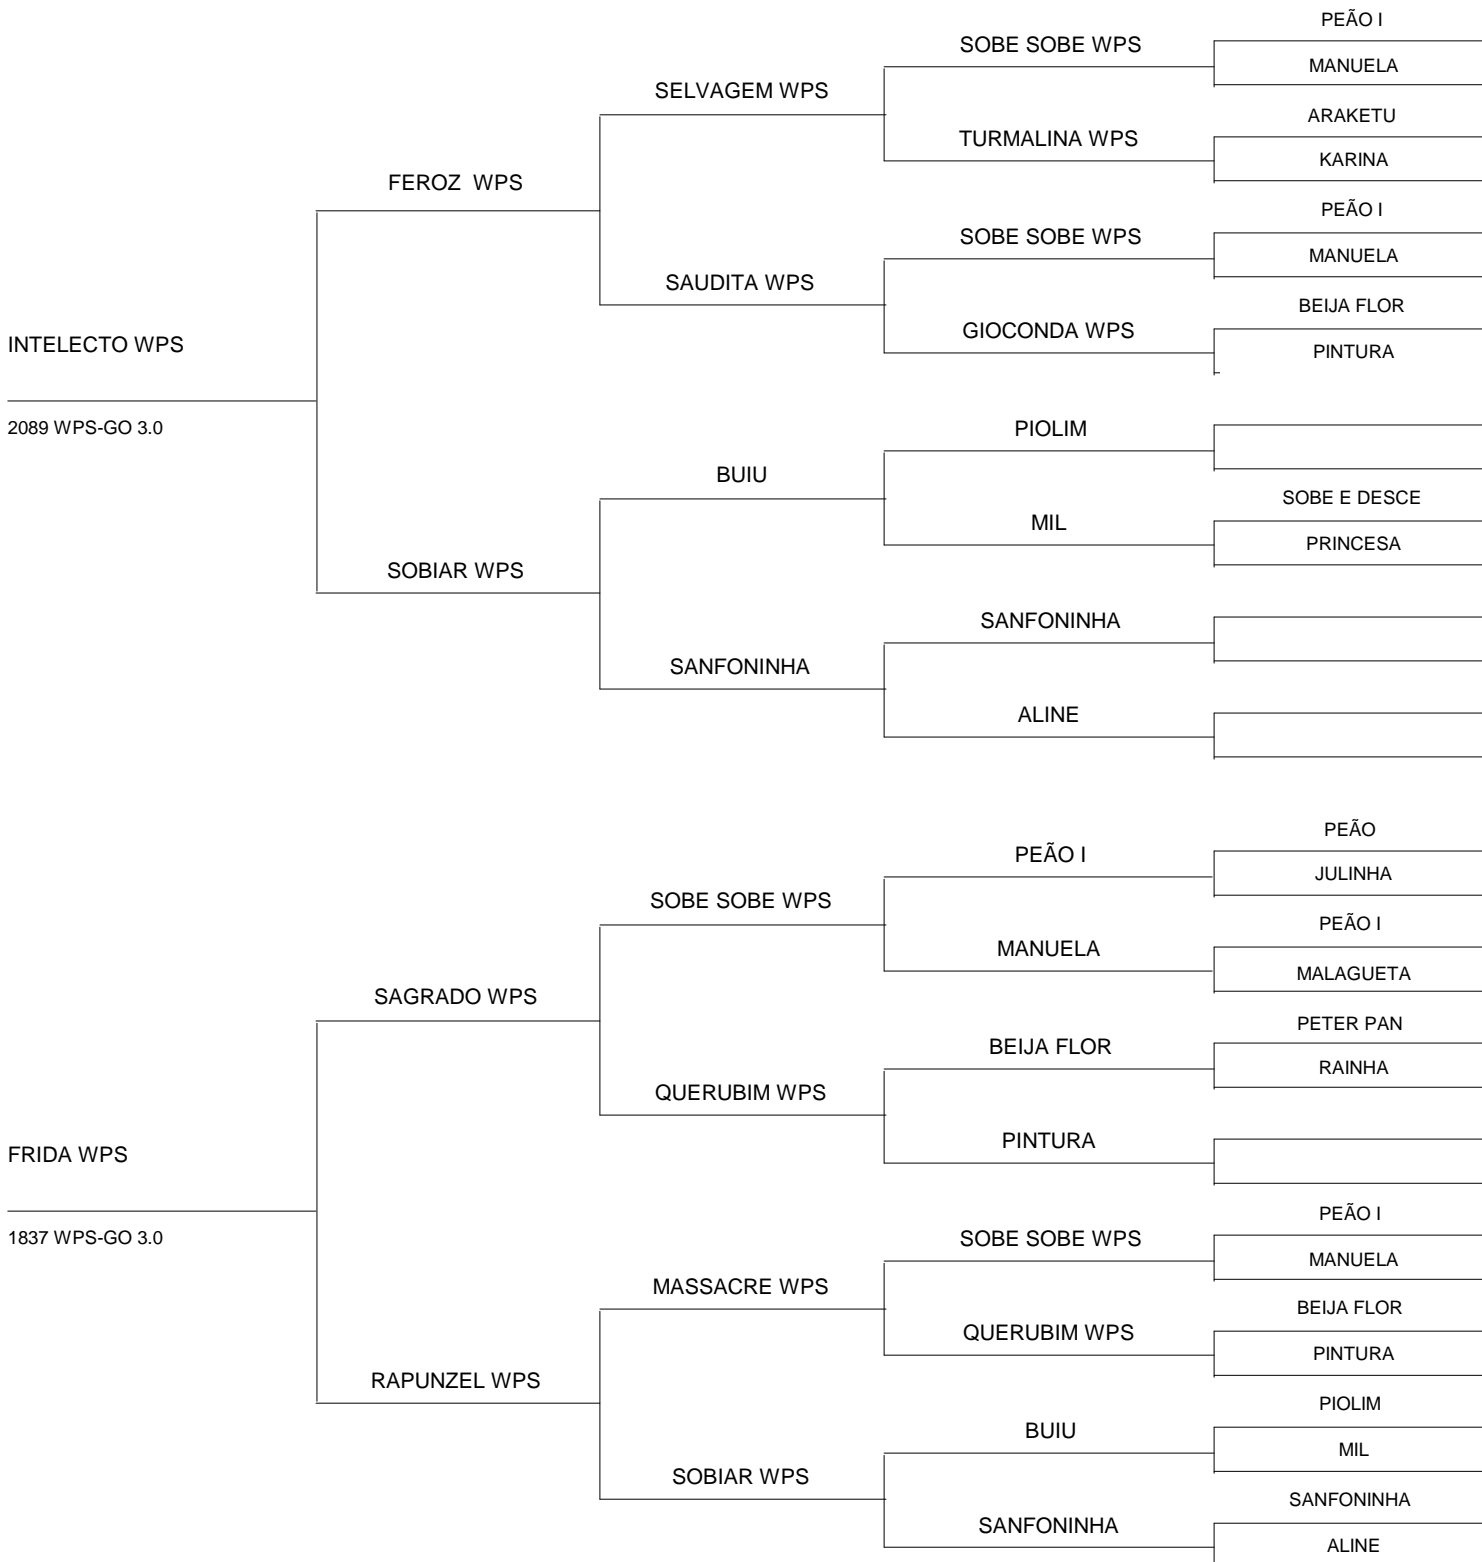 PEÃO I
SOBE SOBE WPS
MANUELA
SELVAGEM WPS
ARAKETU
TURMALINA WPS
KARINA
FEROZ  WPS
PEÃO I
SOBE SOBE WPS
MANUELA
SAUDITA WPS
BEIJA FLOR
GIOCONDA WPS
PINTURA
INTELECTO WPS
2089 WPS-GO 3.0
PIOLIM
BUIU
SOBE E DESCE
MIL
PRINCESA
SOBIAR WPS
SANFONINHA
SANFONINHA
ALINE
PEÃO
PEÃO I
JULINHA
SOBE SOBE WPS
PEÃO I
MANUELA
MALAGUETA
SAGRADO WPS
PETER PAN
BEIJA FLOR
RAINHA
QUERUBIM WPS
PINTURA
FRIDA WPS
1837 WPS-GO 3.0
PEÃO I
SOBE SOBE WPS
MANUELA
MASSACRE WPS
BEIJA FLOR
QUERUBIM WPS
PINTURA
RAPUNZEL WPS
PIOLIM
BUIU
MIL
SOBIAR WPS
SANFONINHA
SANFONINHA
ALINE